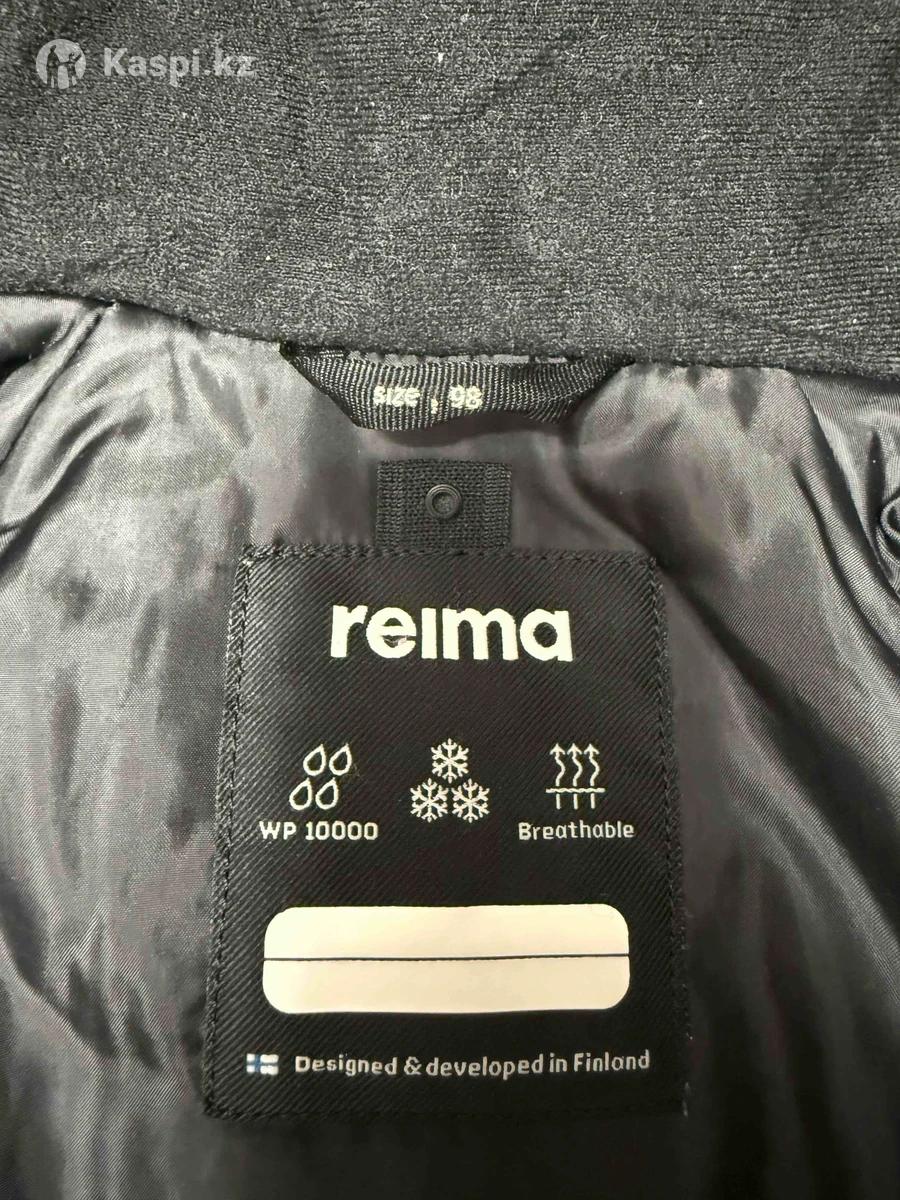 Kaspi.kz
size , 98
reima
WP 10000
Breathable
Designed & developed in Finland